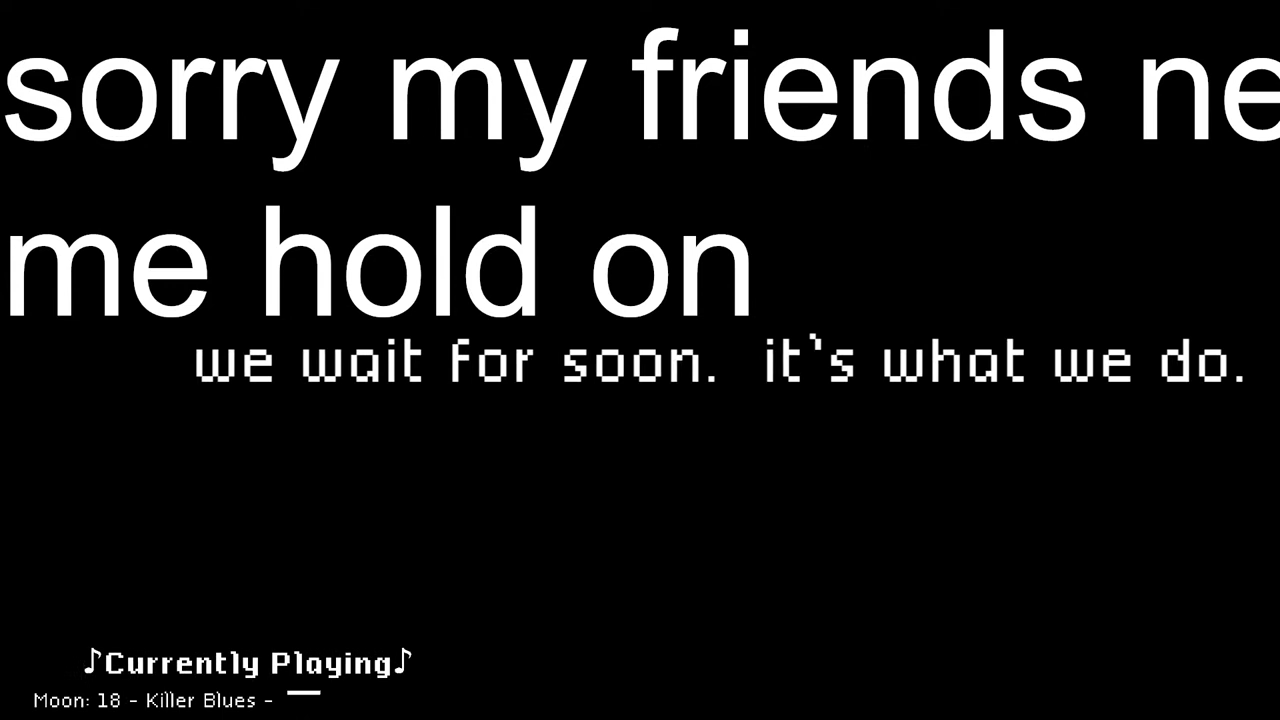 sorry my friends ne
me hold on
we wait for soon. it`s what we do.
♪Currently Playing♪
Moon: 18 - Killer Blues -